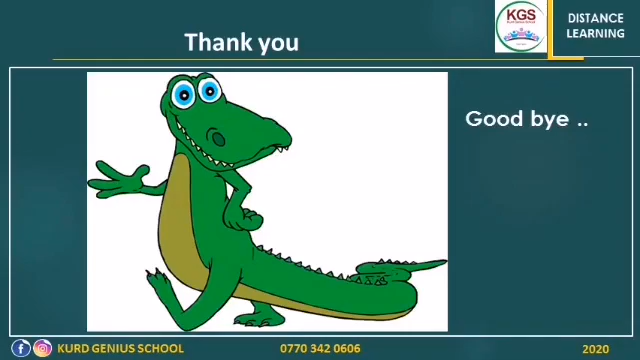 Thank you
KGS
DISTANCE
LEARNING
Good bye ..
KURD GENIUS SCHOOL
0770 342 0606
2020